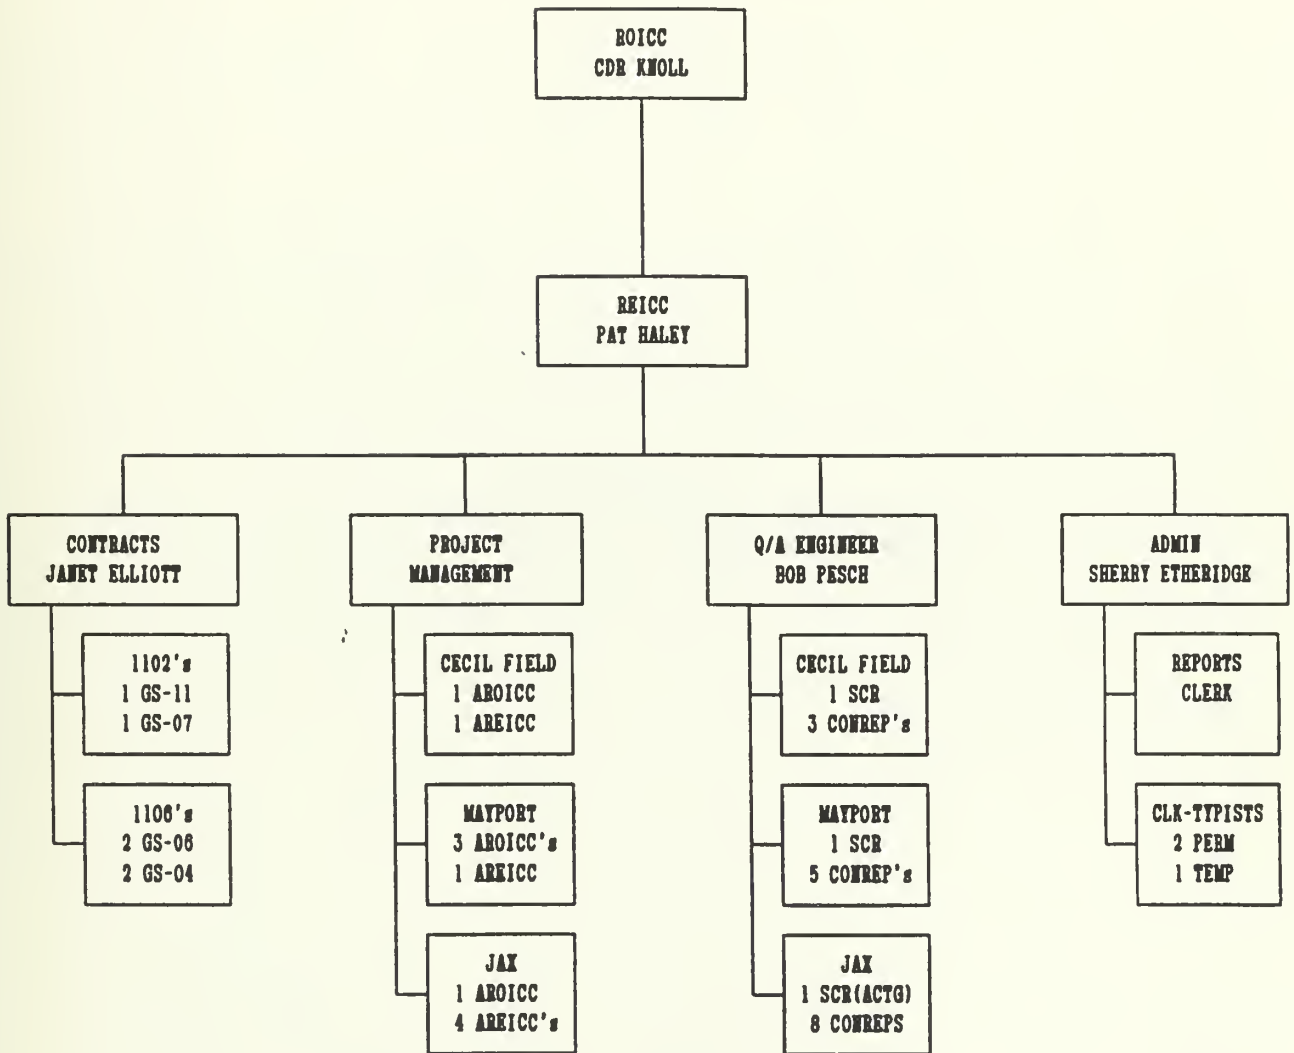 ROICC
CDR KNOLL
REICC
PAT HALEY
CONTRACTS
JANET ELLIOTT
1102's
1 GS-11
1 GS-07
1106's
2 GS-06
2 GS-04
PROJECT
MANAGEMENT
CECIL FIELD
1 AROICC
1 AREICC
MAYPORT
3 AROICC's
1 AREICC
JAX
1 AROICC
4 AREICC's
Q/A ENGINEER
BOB PESCH
CECIL FIELD
1 SCR
3 CONREP's
MAYPORT
1 SCR
5 CONREP's
JAX
1 SCR(ACTG)
8 CONREPS
ADMIN
SHERRY ETHERIDGE
REPORTS
CLERK
CLK-TYPISTS
2 PERM
1 TEMP